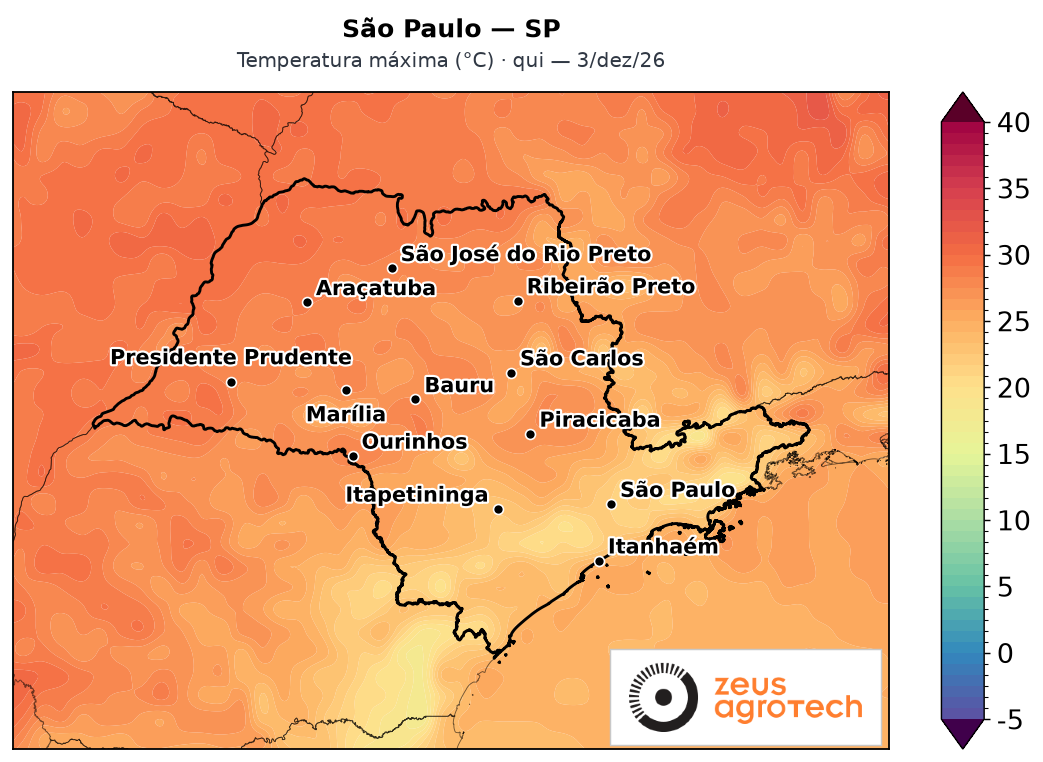 São Paulo — SP
Temperatura máxima (°C) · qui — 3/dez/26
São José do Rio Preto
Araçatuba
Ribeirão Preto
Presidente Prudente
São Carlos
Bauru
Marília
Piracicaba
Ourinhos
Itapetininga
São Paulo
Itanhaém
zeus
agrotech
40
35
30
25
20
15
10
5
0
-5